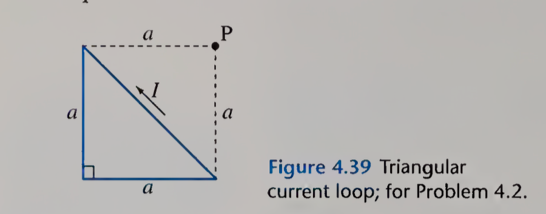 a P
I
a a
a
Figure 4.39 Triangular
current loop; for Problem 4.2.